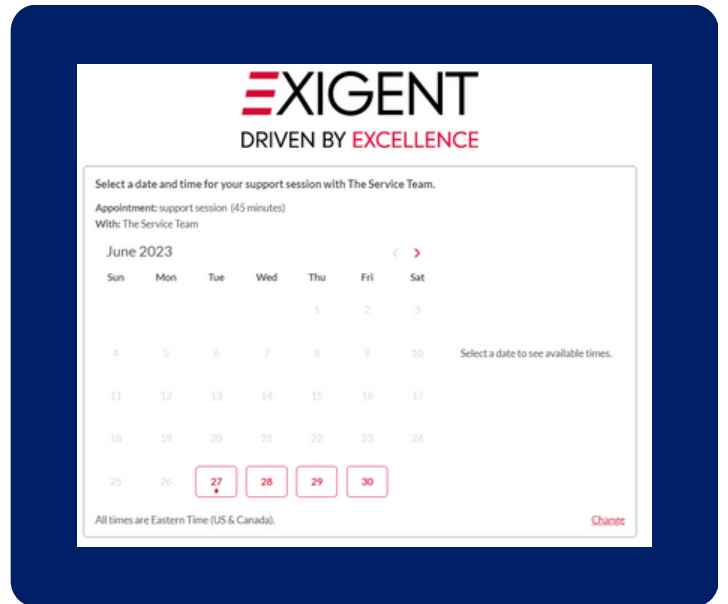 EXIGENT
DRIVEN BY EXCELLENCE
Select a date and time for your support session with The Service Team.
Appointment: support session (45 minutes)
With: The Service Team
June 2023 < >
Sun Mon Tue Wed Thu Fri Sat
1 2 3
4 5 6 7 8 9 10
Select a date to see available times.
11 12 13 14 15 16 17
18 19 20 21 22 23 24
25 26 27 28 29 30
All times are Eastern Time (US & Canada).
Change